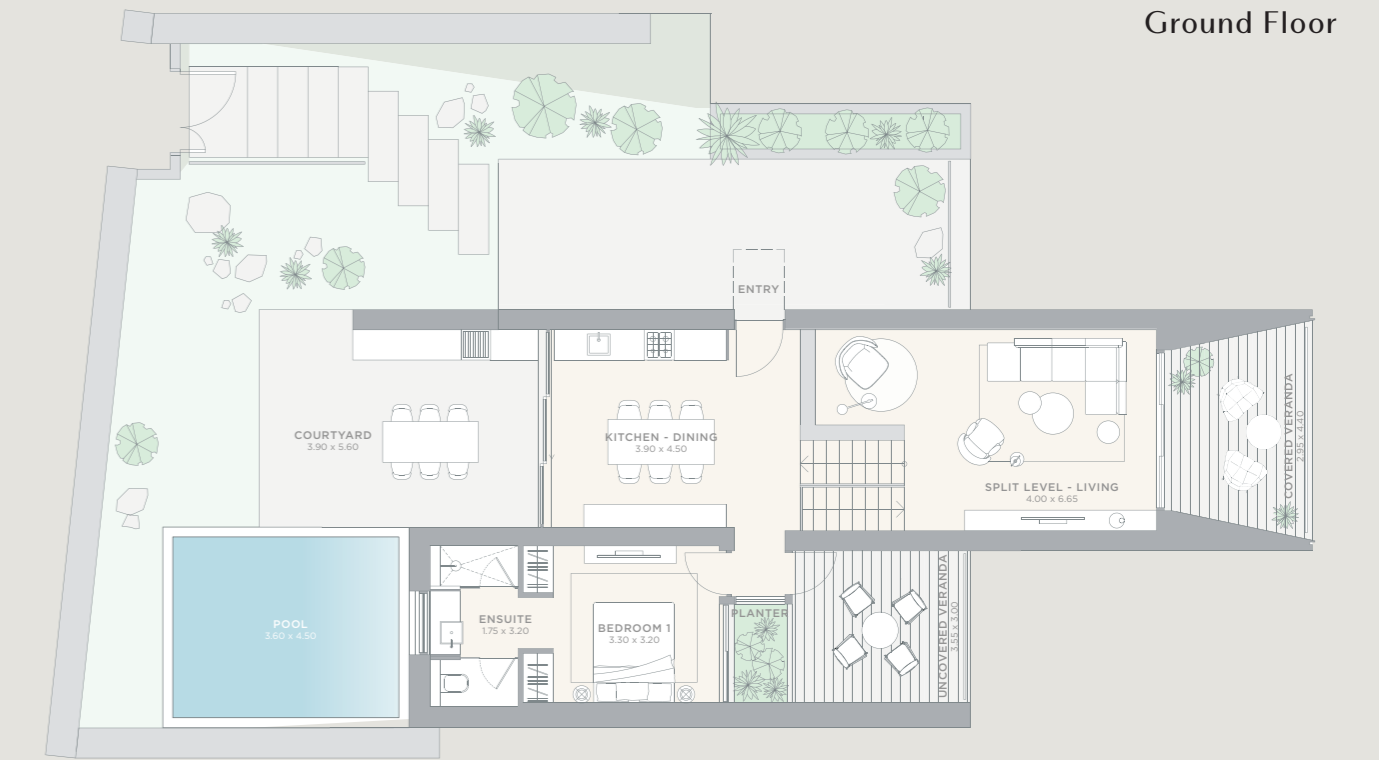 Ground Floor
ENTRY
COURTYARD
3.90 x 5.60
KITCHEN - DINING
3.90 x 4.50
SPLIT LEVEL - LIVING
4.00 x 6.65
COVERED VERANDA
2.95 x 4.40
POOL
3.60 x 4.50
ENSUITE
1.75 x 3.20
BEDROOM 1
3.30 x 3.20
PLANTER
UNCOVERED VERANDA
3.55 x 3.00